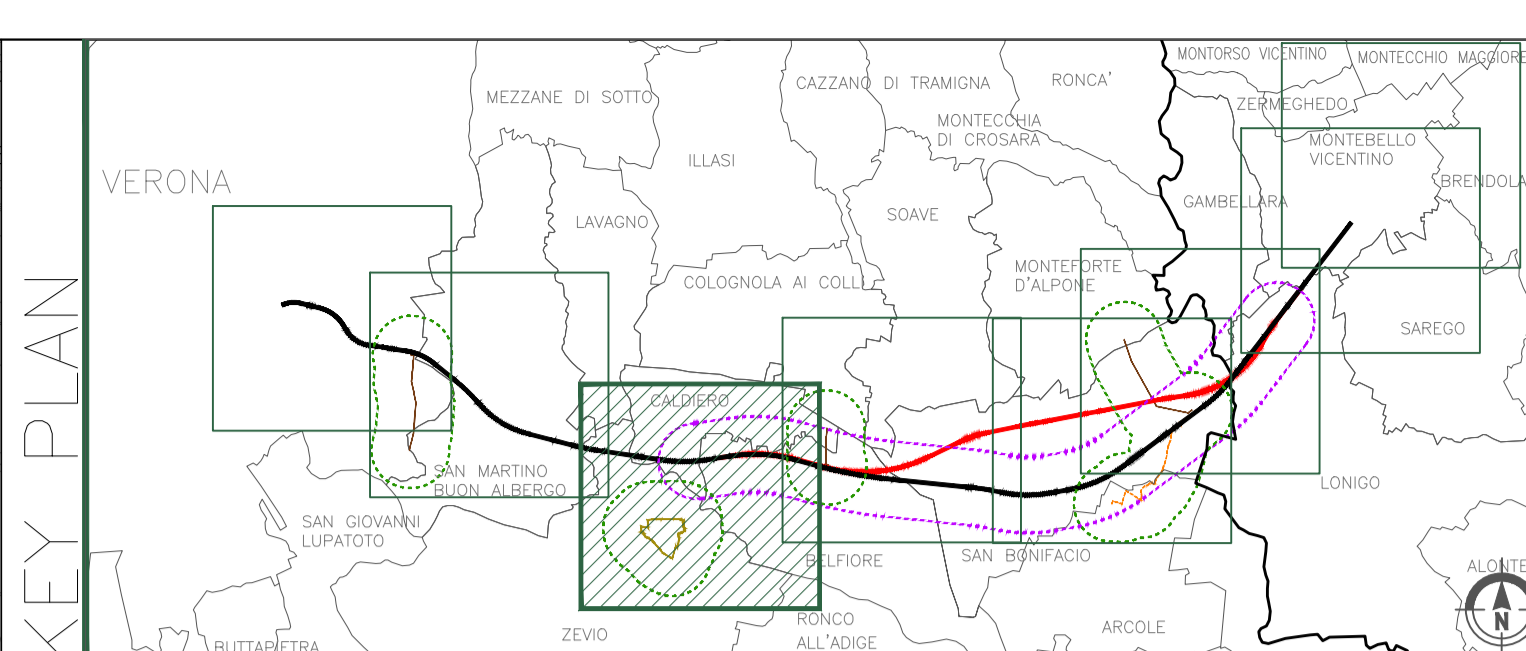 KEY PLAN
MONTORSO VICENTINO
MONTECCHIO MAGGIORE
MEZZANE DI SOTTO
CAZZANO DI TRAMIGNA
RONCA'
ZERMEGHEDO
MONTECCHIA
DI CROSARA
MONTEBELLO
VICENTINO
ILLASI
VERONA
BRENDOLA
GAMBELLARA
LAVAGNO
SOAVE
MONTEFORTE
D'ALPONE
COLOGNOLA AI COLLI
SAREGO
CALDIERO
SAN MARTINO
BUON ALBERGO
LONIGO
SAN GIOVANNI
LUPATOTO
BELFIORE
SAN BONIFACIO
ALONTE
N
RONCO
ALL'ADIGE
ZEVIO
ARCOLE
BUTTAPIETRA